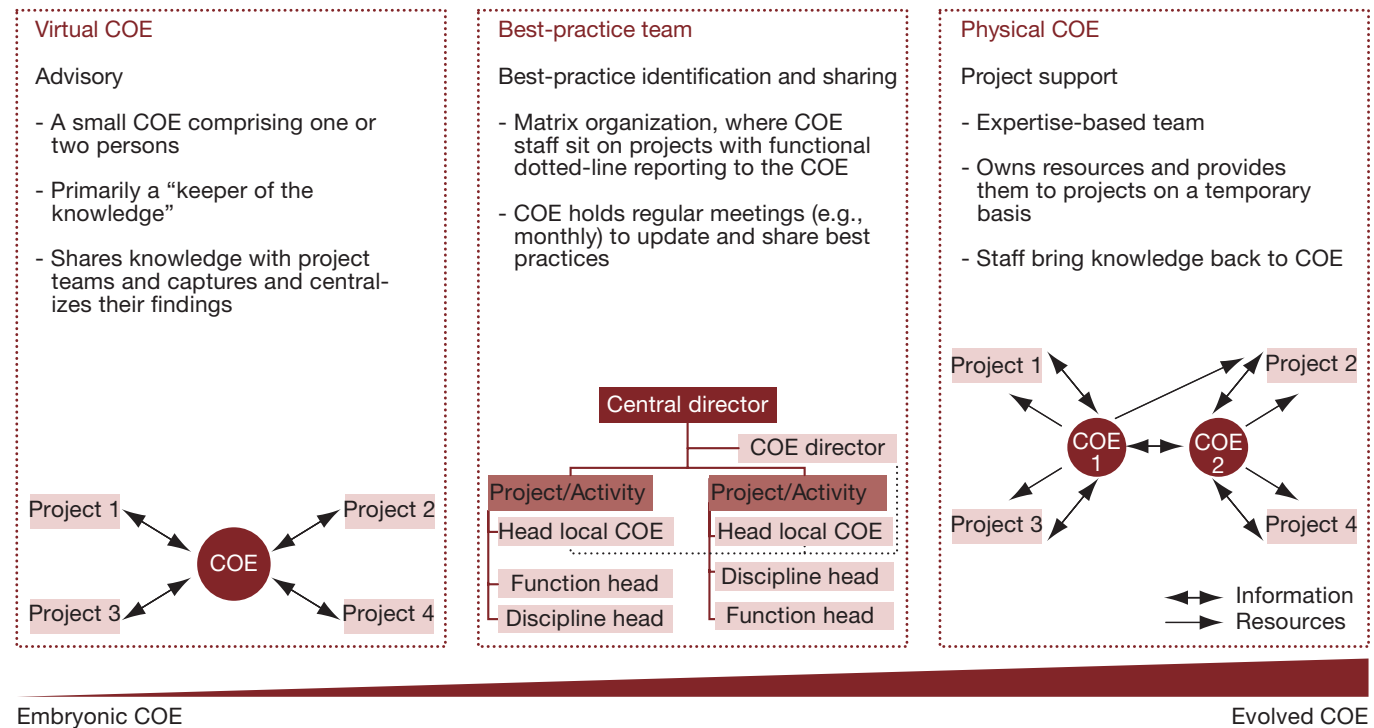 Virtual COE
Advisory
- A small COE comprising one or
two persons
- Primarily a “keeper of the
knowledge”
- Shares knowledge with project
teams and captures and central-
izes their findings
Project 1
Project 2
COE
Project 3
Project 4
Best-practice team
Best-practice identification and sharing
- Matrix organization, where COE
staff sit on projects with functional
dotted-line reporting to the COE
- COE holds regular meetings (e.g.,
monthly) to update and share best
practices
Central director
COE director
Project/Activity
Project/Activity
Head local COE
Head local COE
Function head
Discipline head
Discipline head
Function head
Physical COE
Project support
- Expertise-based team
- Owns resources and provides
them to projects on a temporary
basis
- Staff bring knowledge back to COE
Project 1
Project 2
COE
1
COE
2
Project 3
Project 4
Information
Resources
Embryonic COE
Evolved COE